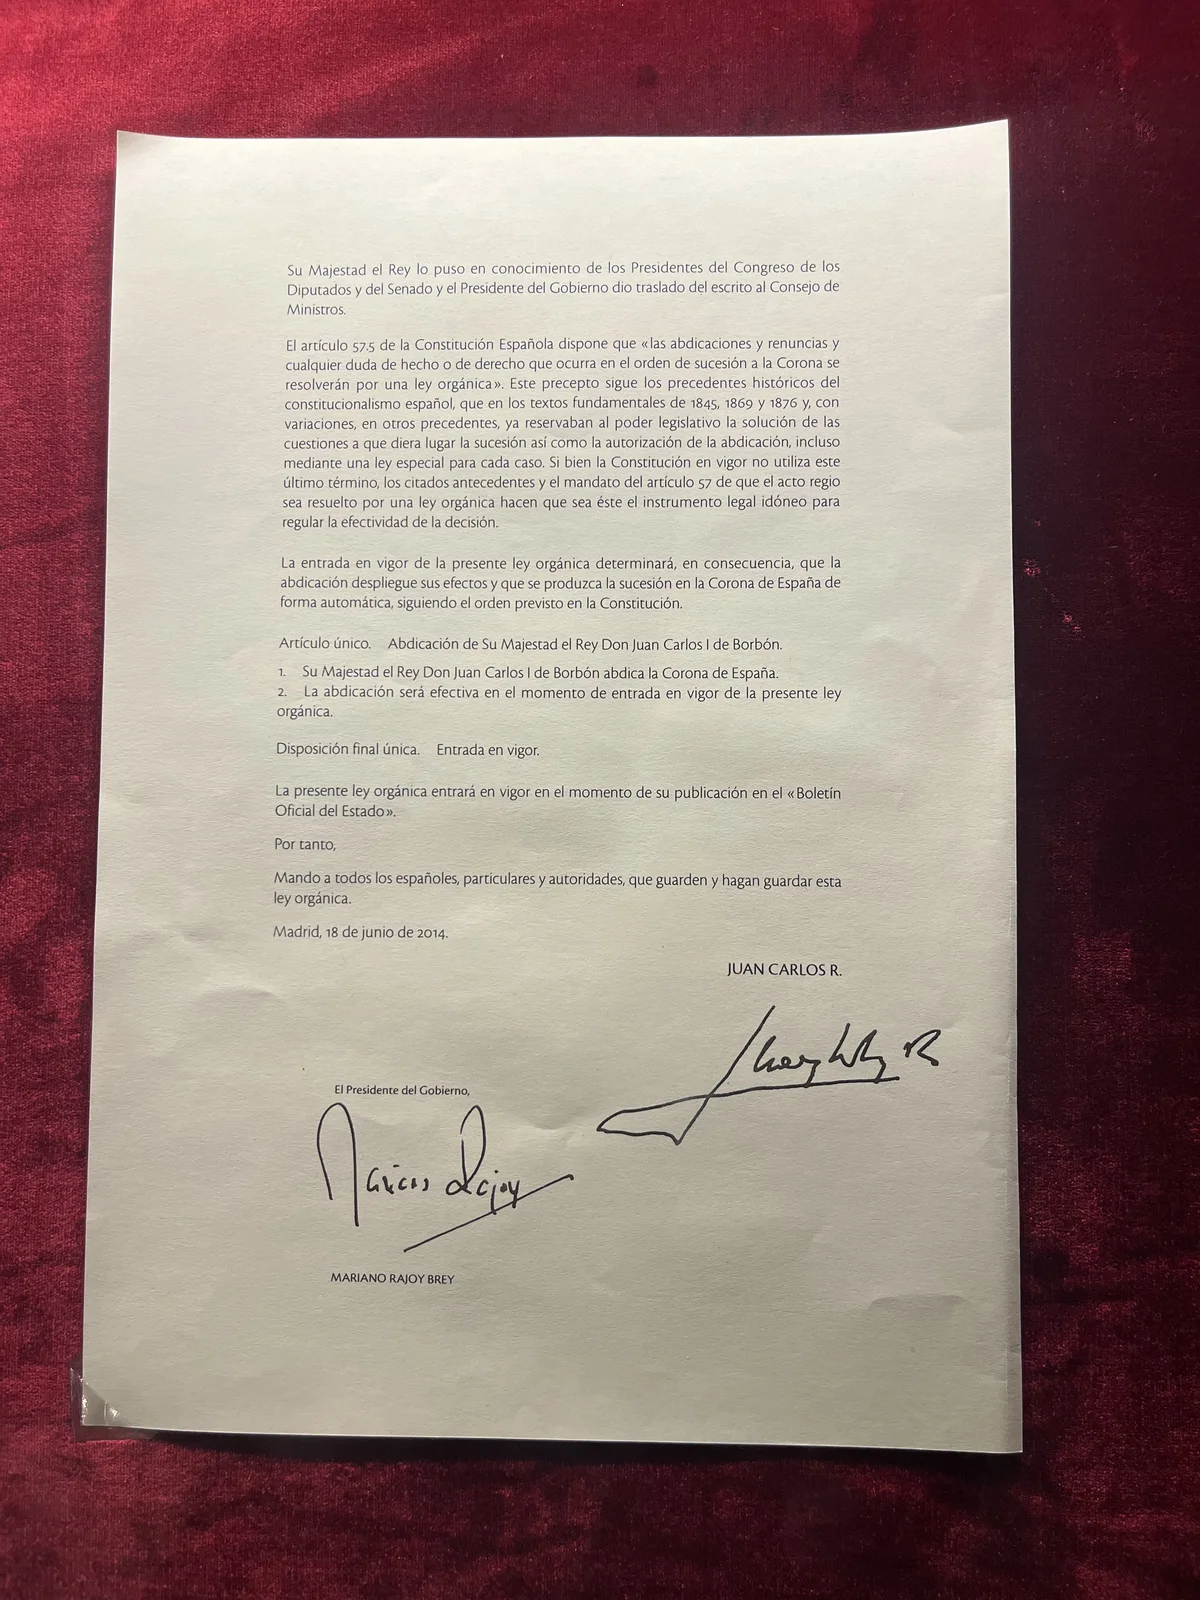 Su Majestad el Rey lo puso en conocimiento de los Presidentes del Congreso de los
Diputados y del Senado y el Presidente del Gobierno dio traslado del escrito al Consejo de
Ministros.
El artículo 57.5 de la Constitución Española dispone que «las abdicaciones y renuncias y
cualquier duda de hecho o de derecho que ocurra en el orden de sucesión a la Corona se
resolverán por una ley orgánica». Este precepto sigue los precedentes históricos del
constitucionalismo español, que en los textos fundamentales de 1845, 1869 y 1876 y, con
variaciones, en otros precedentes, ya reservaban al poder legislativo la solución de las
cuestiones a que diera lugar la sucesión así como la autorización de la abdicación, incluso
mediante una ley especial para cada caso. Si bien la Constitución en vigor no utiliza este
último término, los citados antecedentes y el mandato del artículo 57 de que el acto regio
sea resuelto por una ley orgánica hacen que sea éste el instrumento legal idóneo para
regular la efectividad de la decisión.
La entrada en vigor de la presente ley orgánica determinará, en consecuencia, que la
abdicación despliegue sus efectos y que se produzca la sucesión en la Corona de España de
forma automática, siguiendo el orden previsto en la Constitución.
Artículo único. Abdicación de Su Majestad el Rey Don Juan Carlos I de Borbón.
1. Su Majestad el Rey Don Juan Carlos I de Borbón abdica la Corona de España.
2. La abdicación será efectiva en el momento de entrada en vigor de la presente ley
orgánica.
Disposición final única. Entrada en vigor.
La presente ley orgánica entrará en vigor en el momento de su publicación en el «Boletín
Oficial del Estado».
Por tanto,
Mando a todos los españoles, particulares y autoridades, que guarden y hagan guardar esta
ley orgánica.
Madrid, 18 de junio de 2014.
JUAN CARLOS R.
El Presidente del Gobierno,
Mariano Rajoy
MARIANO RAJOY BREY